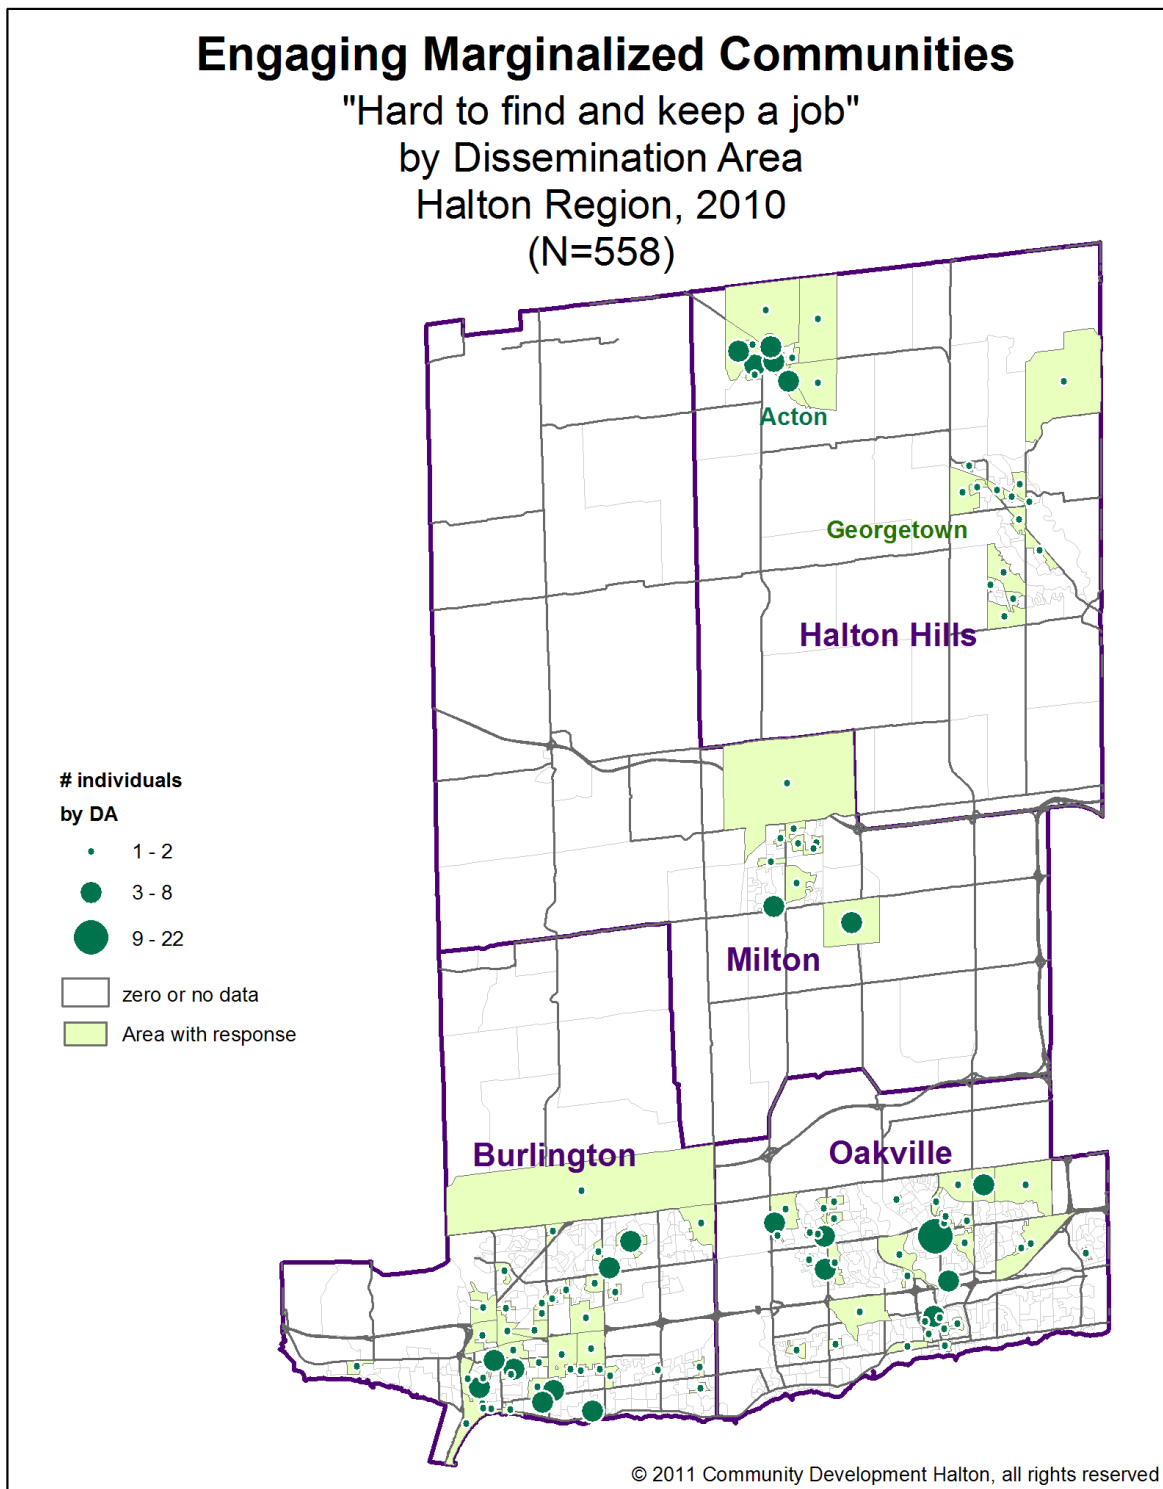 Engaging Marginalized Communities
"Hard to find and keep a job"
by Dissemination Area
Halton Region, 2010
(N=558)
Acton
Georgetown
Halton Hills
# individuals
by DA
1 - 2
3 - 8
9 - 22
zero or no data
Area with response
Milton
Burlington
Oakville
© 2011 Community Development Halton, all rights reserved